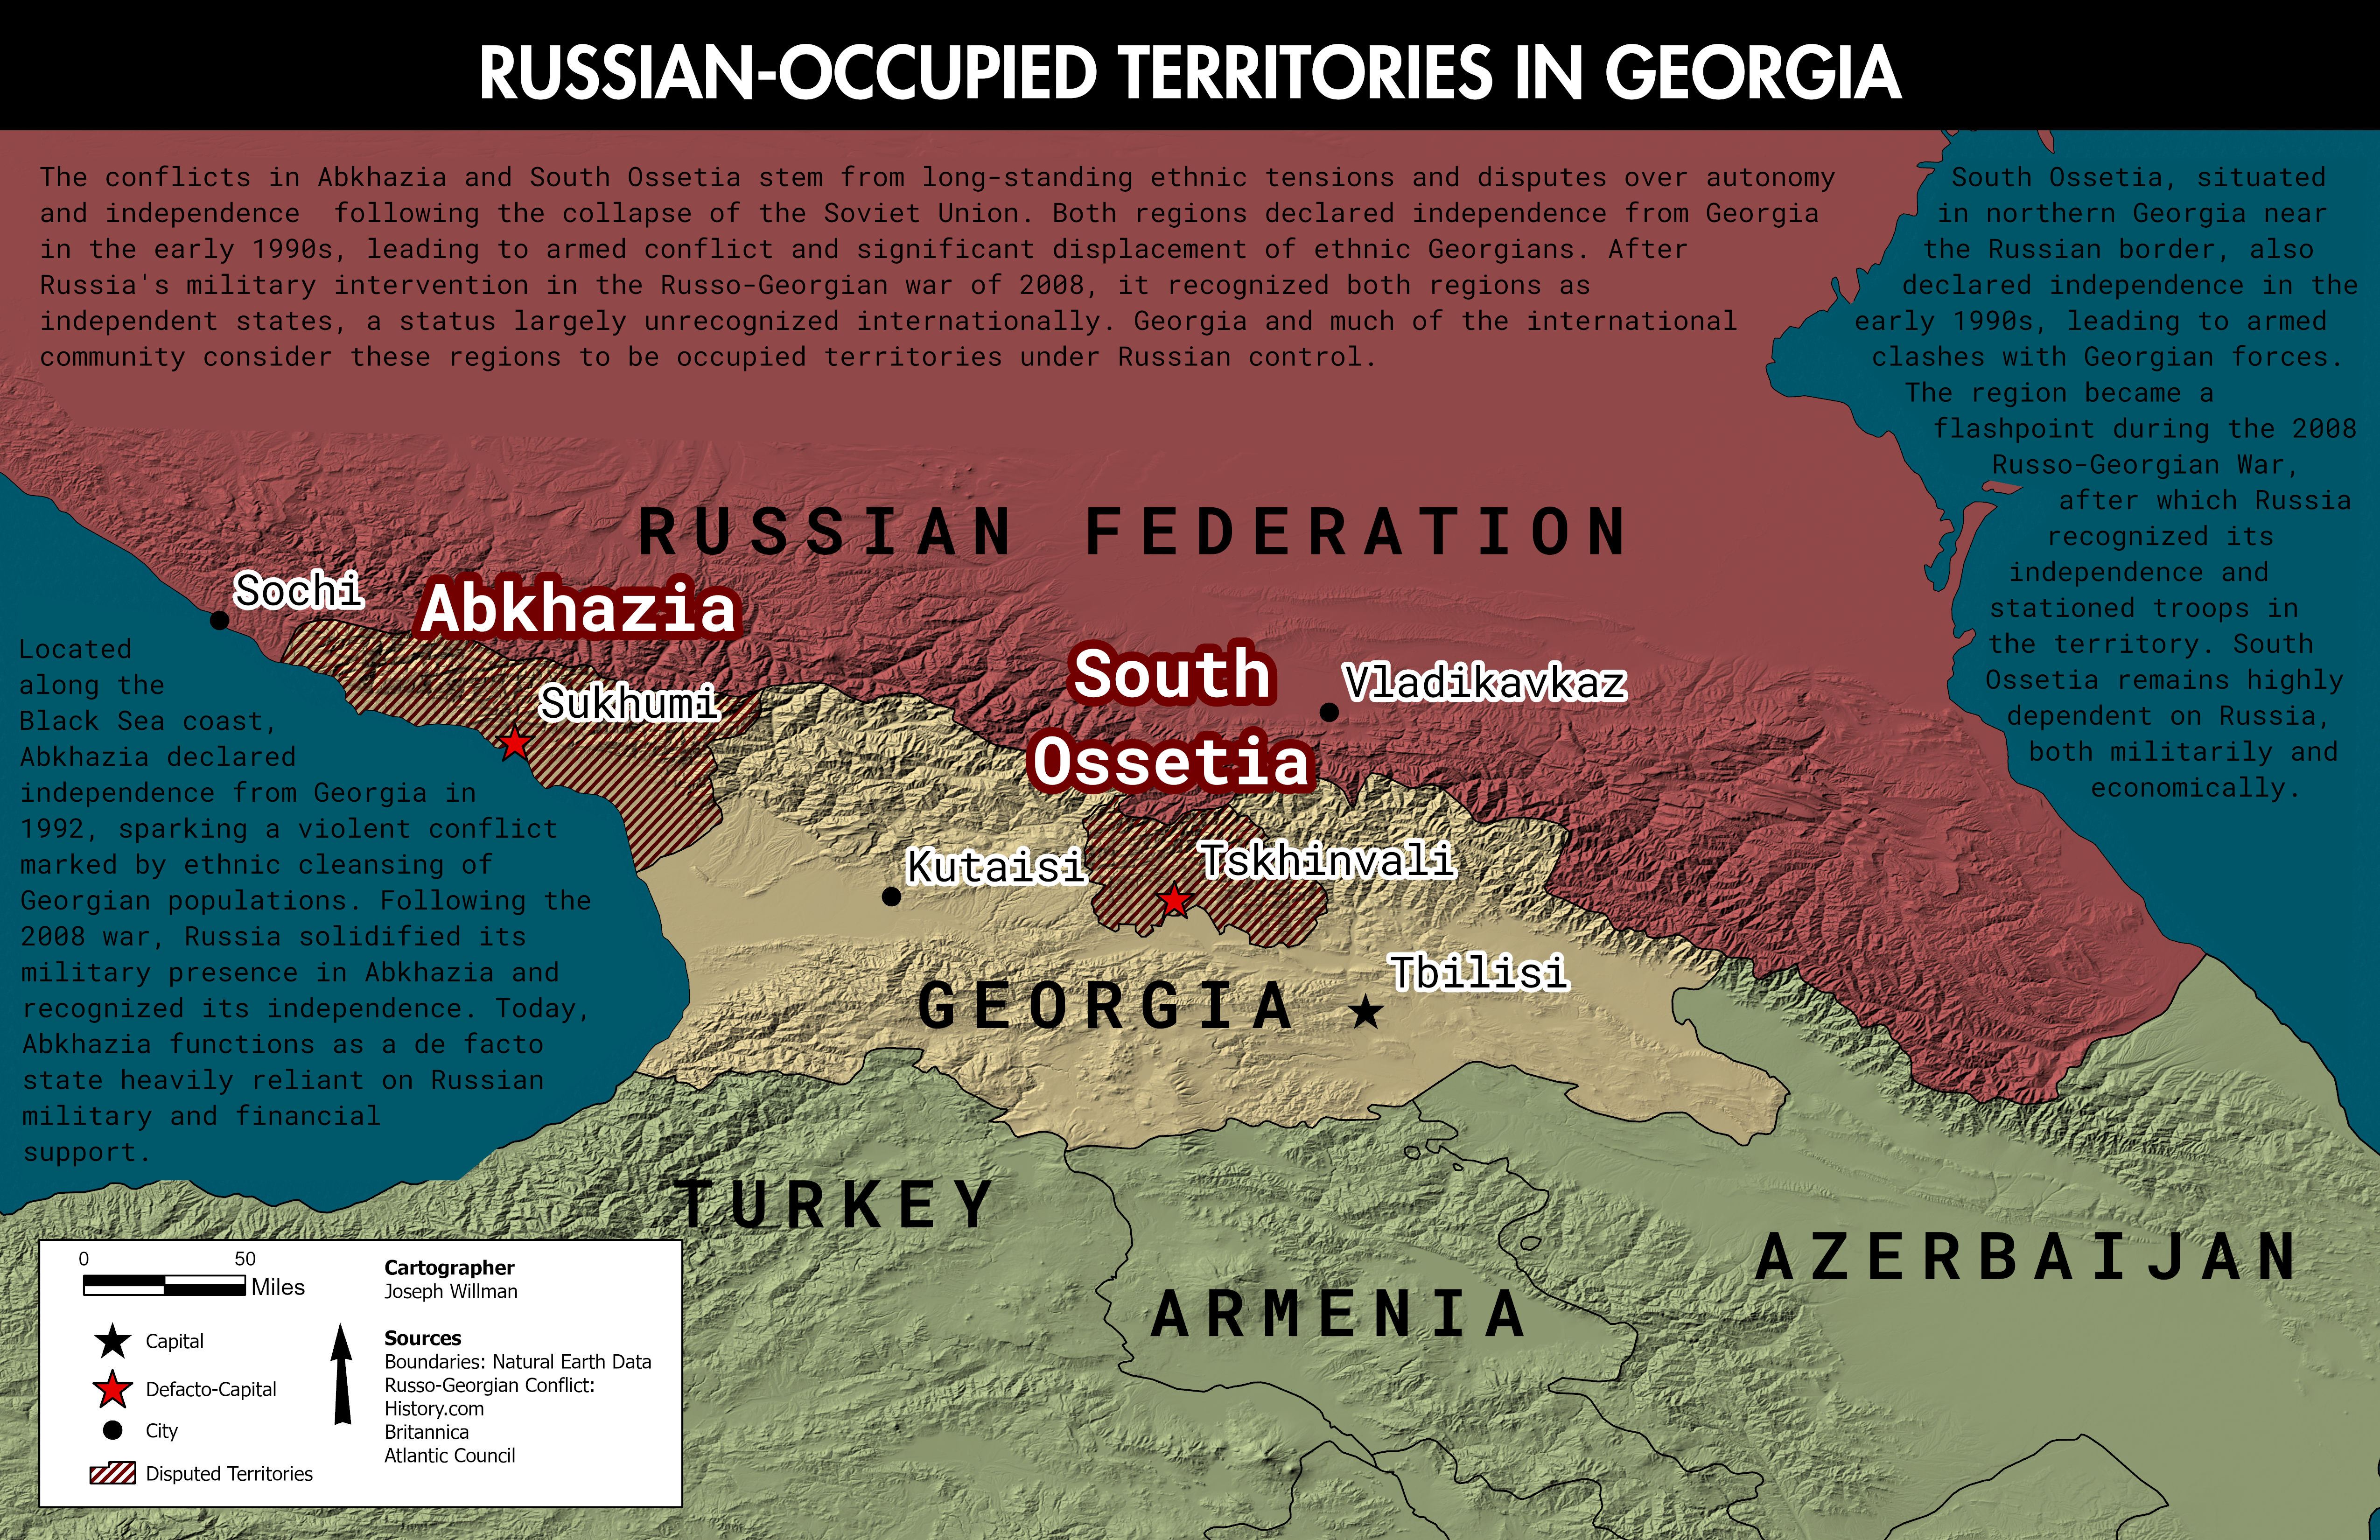 RUSSIAN-OCCUPIED TERRITORIES IN GEORGIA
The conflicts in Abkhazia and South Ossetia stem from long-standing ethnic tensions and disputes over autonomy
and independence  following the collapse of the Soviet Union. Both regions declared independence from Georgia
in the early 1990s, leading to armed conflict and significant displacement of ethnic Georgians. After
Russia's military intervention in the Russo-Georgian war of 2008, it recognized both regions as
independent states, a status largely unrecognized internationally. Georgia and much of the international
community consider these regions to be occupied territories under Russian control.
South Ossetia, situated
in northern Georgia near
the Russian border, also
declared independence in the
early 1990s, leading to armed
clashes with Georgian forces.
The region became a
flashpoint during the 2008
Russo-Georgian War,
after which Russia
recognized its
independence and
stationed troops in
the territory. South
Ossetia remains highly
dependent on Russia,
both militarily and
economically.
RUSSIAN FEDERATION
Sochi
Abkhazia
Sukhumi
South
Ossetia
Vladikavkaz
Kutaisi
Tskhinvali
Tbilisi
GEORGIA
Located
along the
Black Sea coast,
Abkhazia declared
independence from Georgia in
1992, sparking a violent conflict
marked by ethnic cleansing of
Georgian populations. Following the
2008 war, Russia solidified its
military presence in Abkhazia and
recognized its independence. Today,
Abkhazia functions as a de facto
state heavily reliant on Russian
military and financial
support.
TURKEY
ARMENIA
AZERBAIJAN
0 50
Miles
Capital
Defacto-Capital
City
Disputed Territories
Cartographer
Joseph Willman
Sources
Boundaries: Natural Earth Data
Russo-Georgian Conflict:
History.com
Britannica
Atlantic Council